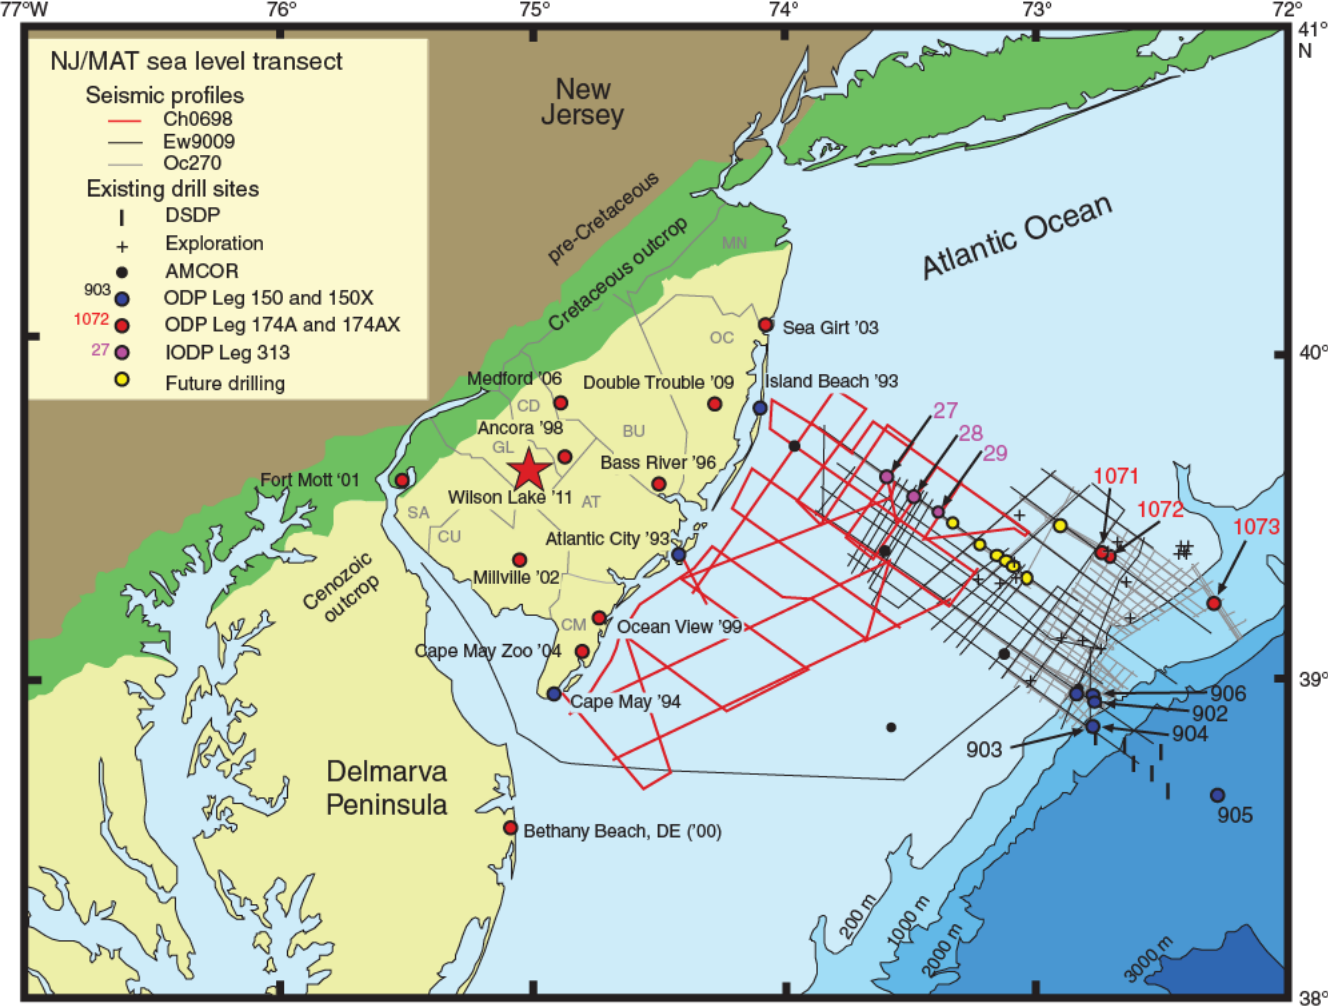 77°W
76°
75°
74°
73°
72°
41°
N
NJ/MAT sea level transect
Seismic profiles
Ch0698
Ew9009
Oc270
Existing drill sites
DSDP
Exploration
AMCOR
903
ODP Leg 150 and 150X
1072
ODP Leg 174A and 174AX
27
IODP Leg 313
Future drilling
New
Jersey
pre-Cretaceous
Cretaceous outcrop
MN
Atlantic Ocean
OC
Sea Girt '03
40°
Medford '06
Double Trouble '09
Island Beach '93
CD
Ancora '98
GL
BU
27
28
29
Fort Mott '01
Bass River '96
1071
Wilson Lake '11
AT
SA
1072
CU
Atlantic City '93
1073
Cenozoic
outcrop
Millville '02
CM
Ocean View '99
Cape May Zoo '04
39°
Cape May '94
906
902
904
903
Delmarva
Peninsula
905
Bethany Beach, DE ('00)
200 m
1000 m
2000 m
3000 m
38°